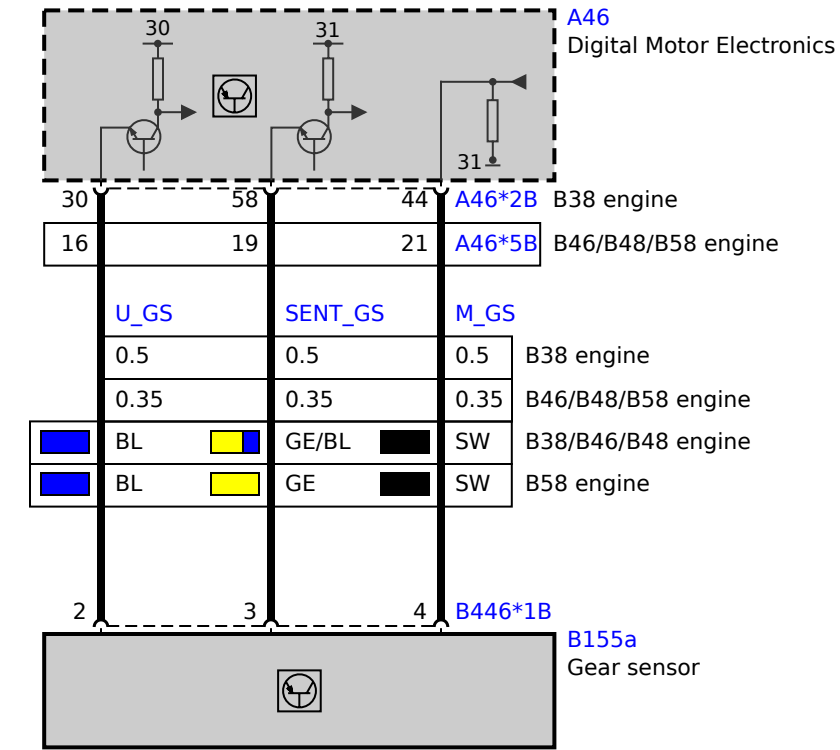 30 31 A46
Digital Motor Electronics
31
30 58 44 A46*2B B38 engine
16 19 21 A46*5B B46/B48/B58 engine
U_GS SENT_GS M_GS
0.5 0.5 0.5 B38 engine
0.35 0.35 0.35 B46/B48/B58 engine
BL GE/BL SW B38/B46/B48 engine
BL GE SW B58 engine
2 3 4 B446*1B
B155a
Gear sensor